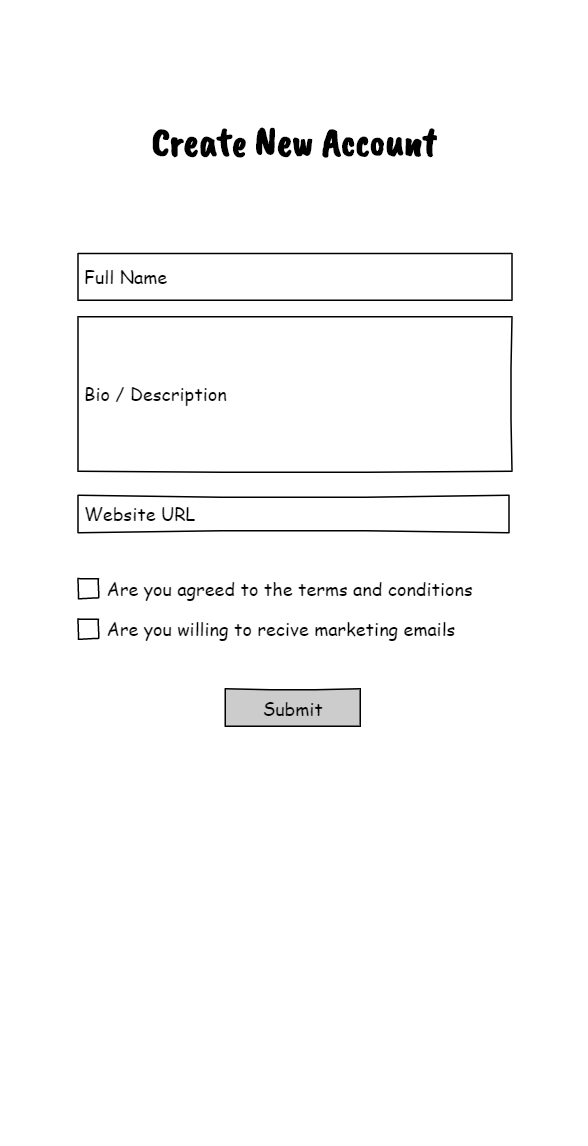 Create New Account
Full Name
Bio / Description
Website URL
Are you agreed to the terms and conditions
Are you willing to recive marketing emails
Submit